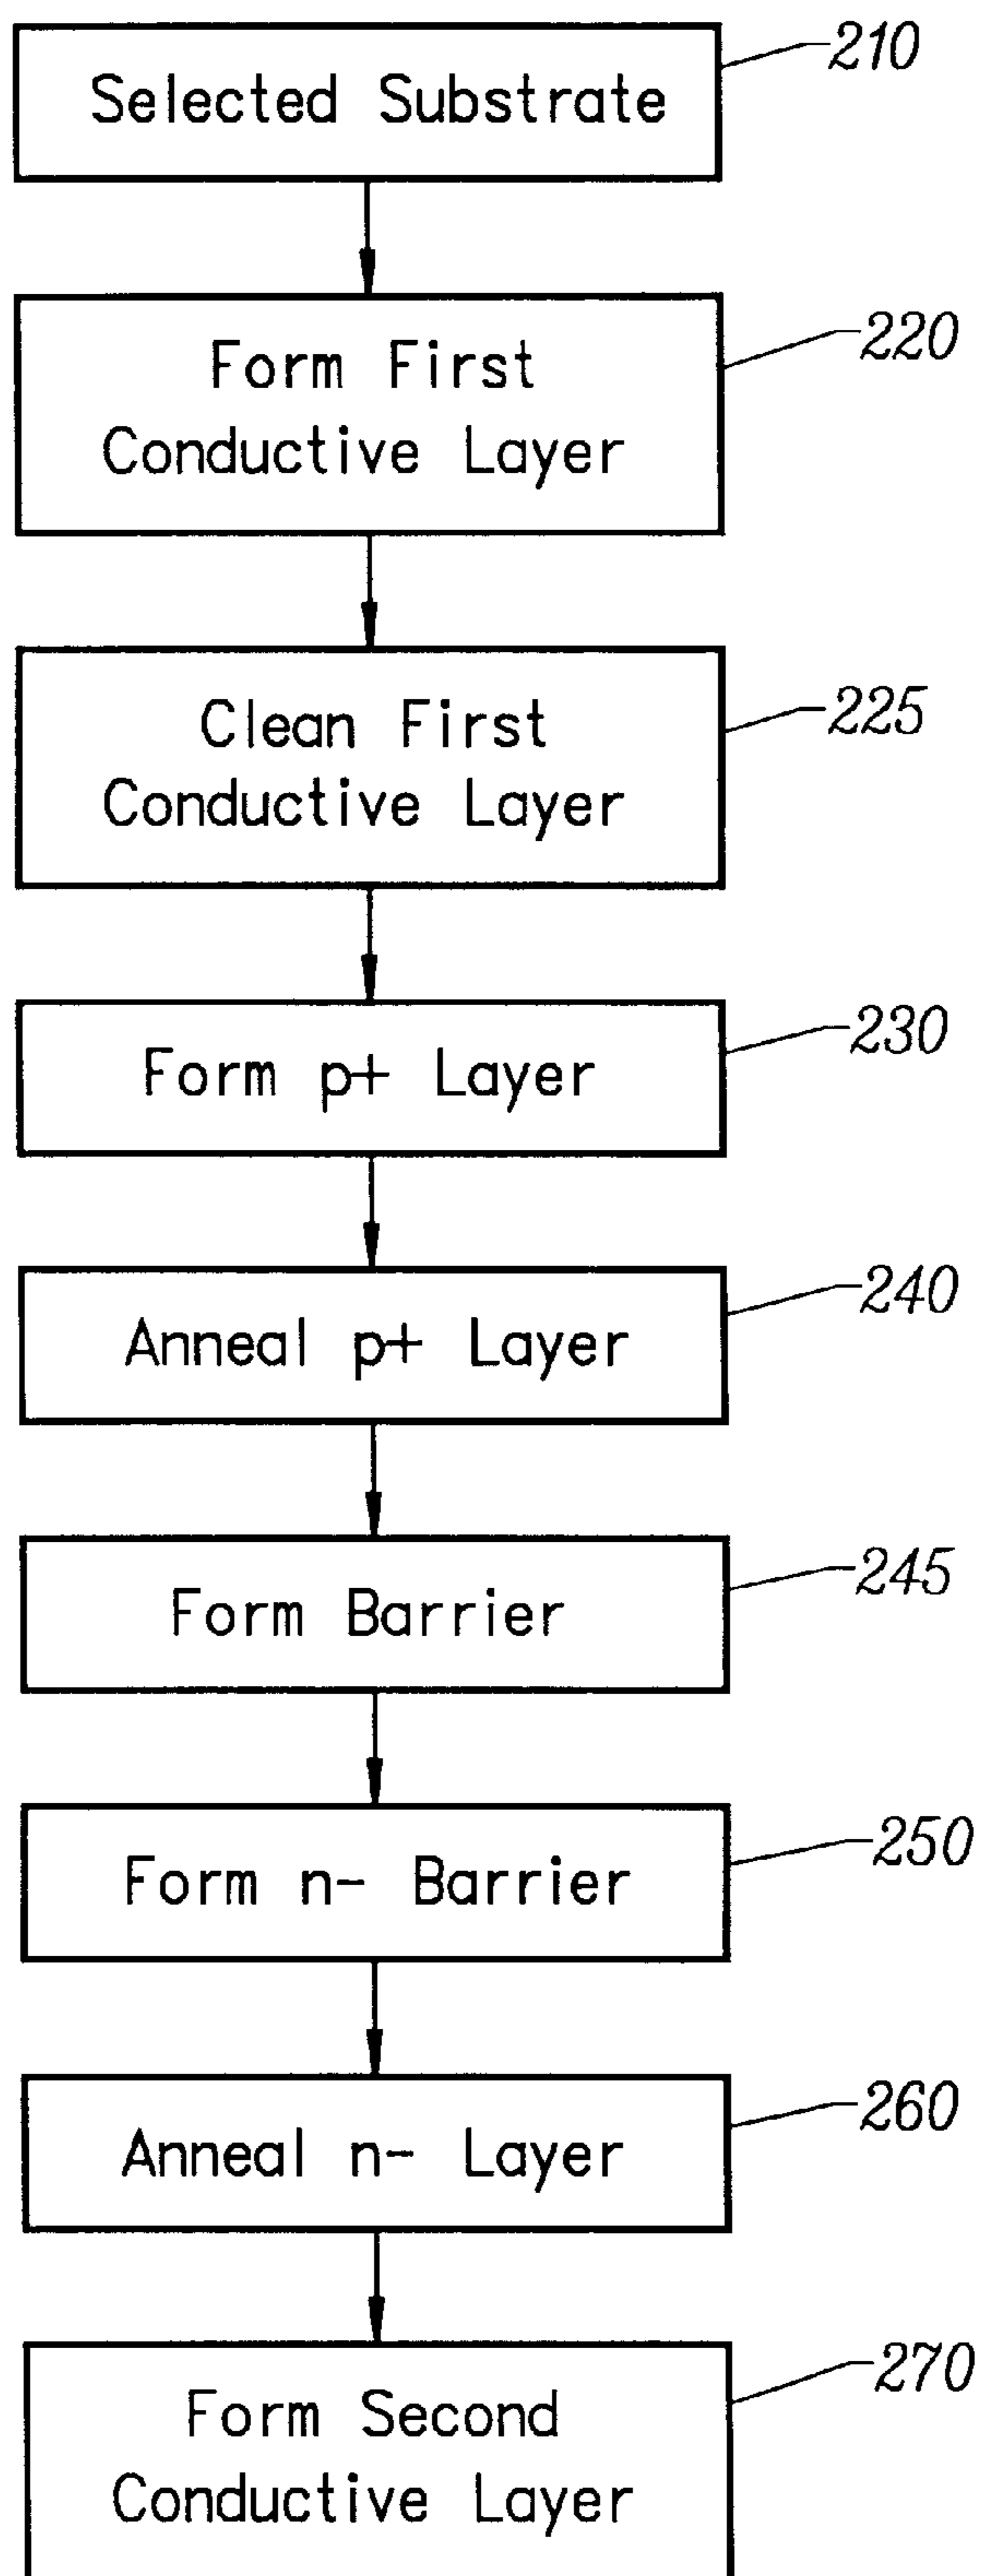 Selected Substrate
210
Form First
Conductive Layer
220
Clean First
Conductive Layer
225
Form p+ Layer
230
Anneal p+ Layer
240
Form Barrier
245
Form n- Barrier
250
Anneal n- Layer
260
Form Second
Conductive Layer
270